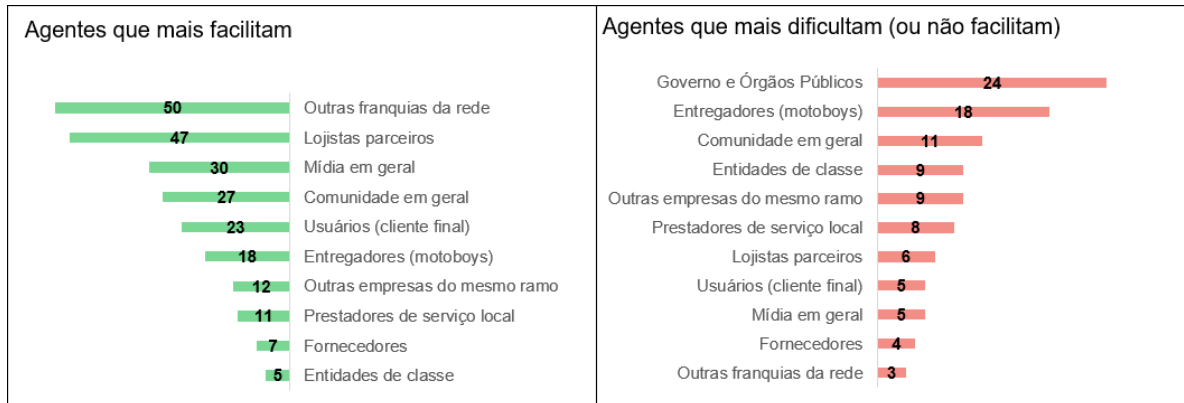 Agentes que mais facilitam
50 Outras franquias da rede
47 Lojistas parceiros
30 Mídia em geral
27 Comunidade em geral
23 Usuários (cliente final)
18 Entregadores (motoboys)
12 Outras empresas do mesmo ramo
11 Prestadores de serviço local
7 Fornecedores
5 Entidades de classe
Agentes que mais dificultam (ou não facilitam)
Governo e Órgãos Públicos 24
Entregadores (motoboys) 18
Comunidade em geral 11
Entidades de classe 9
Outras empresas do mesmo ramo 9
Prestadores de serviço local 8
Lojistas parceiros 6
Usuários (cliente final) 5
Mídia em geral 5
Fornecedores 4
Outras franquias da rede 3